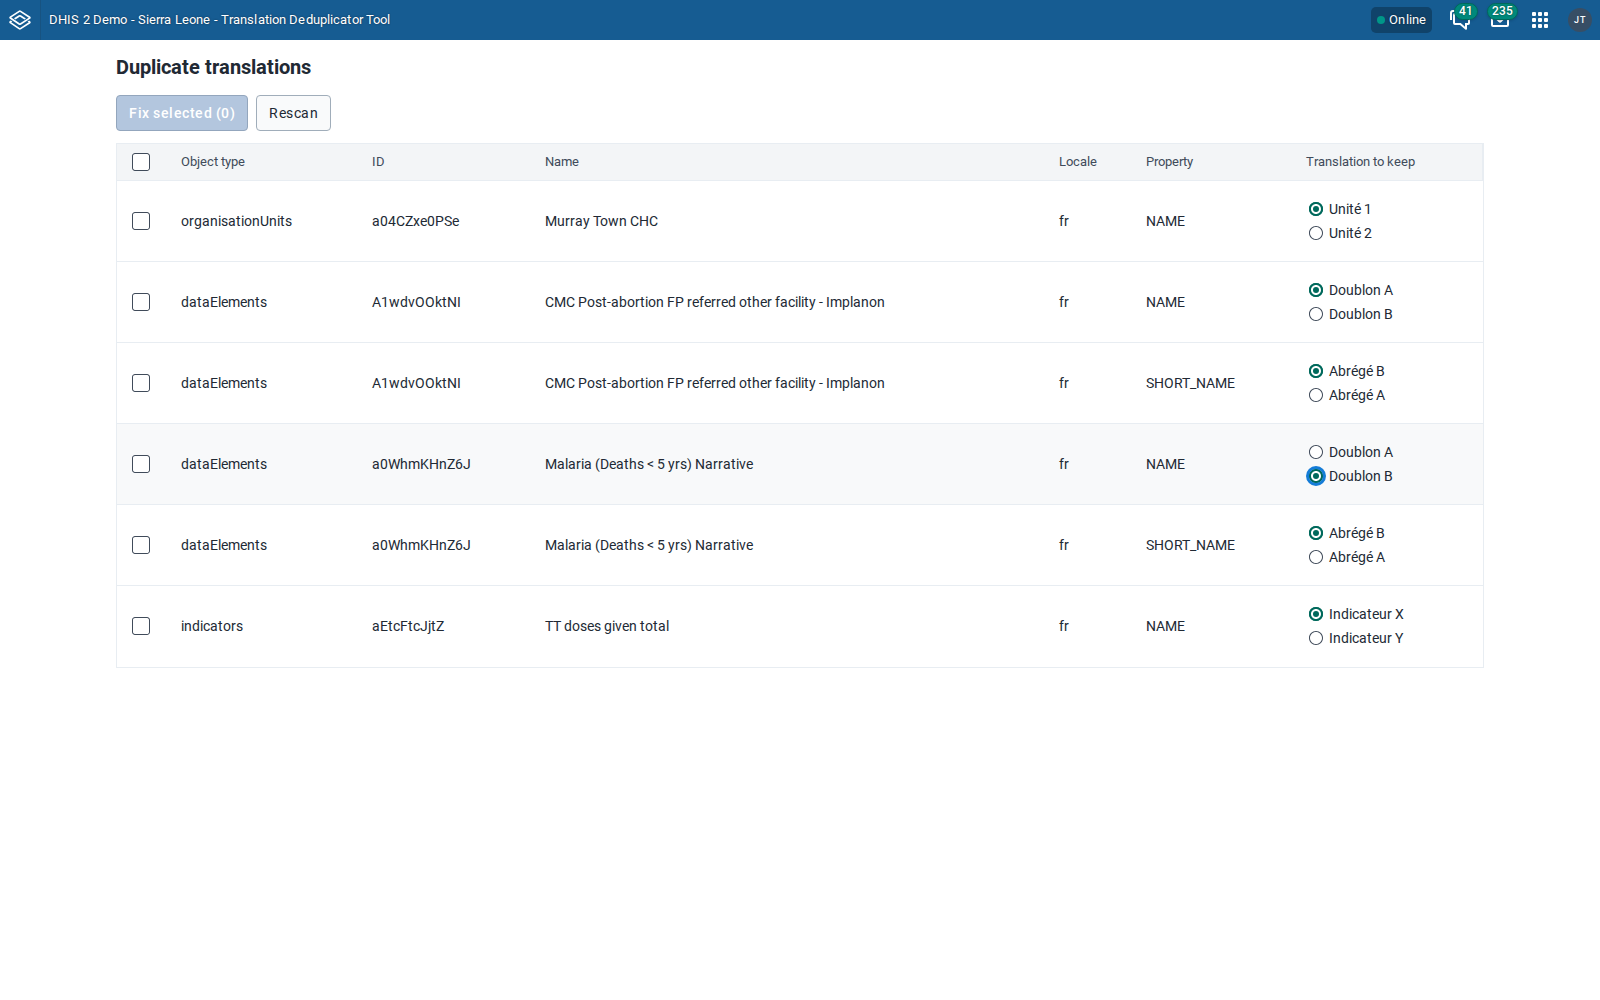 DHIS 2 Demo - Sierra Leone - Translation Deduplicator Tool
Online
41
235
JT
Duplicate translations
Fix selected (0)
Rescan
Object type ID Name Locale Property Translation to keep
organisationUnits a04CZxe0PSe Murray Town CHC fr NAME
Unité 1
Unité 2
dataElements A1wdvOOktNI CMC Post-abortion FP referred other facility - Implanon fr NAME
Doublon A
Doublon B
dataElements A1wdvOOktNI CMC Post-abortion FP referred other facility - Implanon fr SHORT_NAME
Abrégé B
Abrégé A
dataElements a0WhmKHnZ6J Malaria (Deaths < 5 yrs) Narrative fr NAME
Doublon A
Doublon B
dataElements a0WhmKHnZ6J Malaria (Deaths < 5 yrs) Narrative fr SHORT_NAME
Abrégé B
Abrégé A
indicators aEtcFtcJjtZ TT doses given total fr NAME
Indicateur X
Indicateur Y